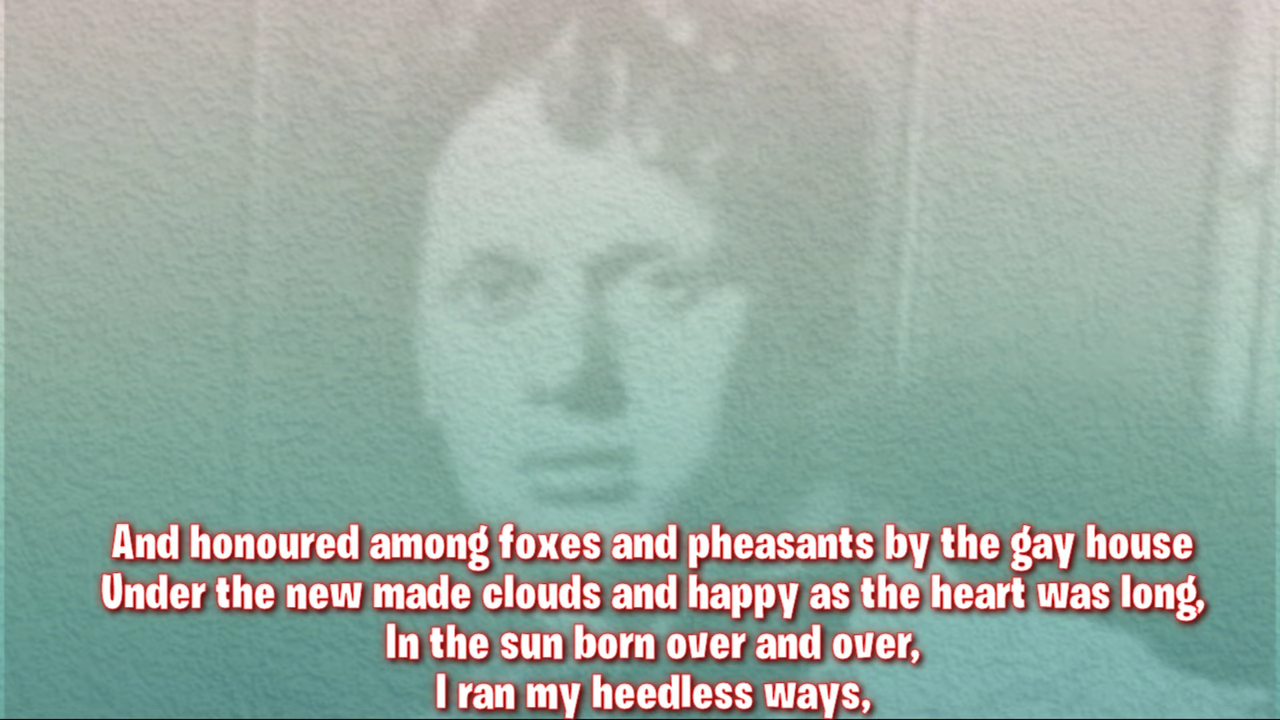 And honoured among foxes and pheasants by the gay house
Under the new made clouds and happy as the heart was long,
In the sun born over and over,
I ran my heedless ways,